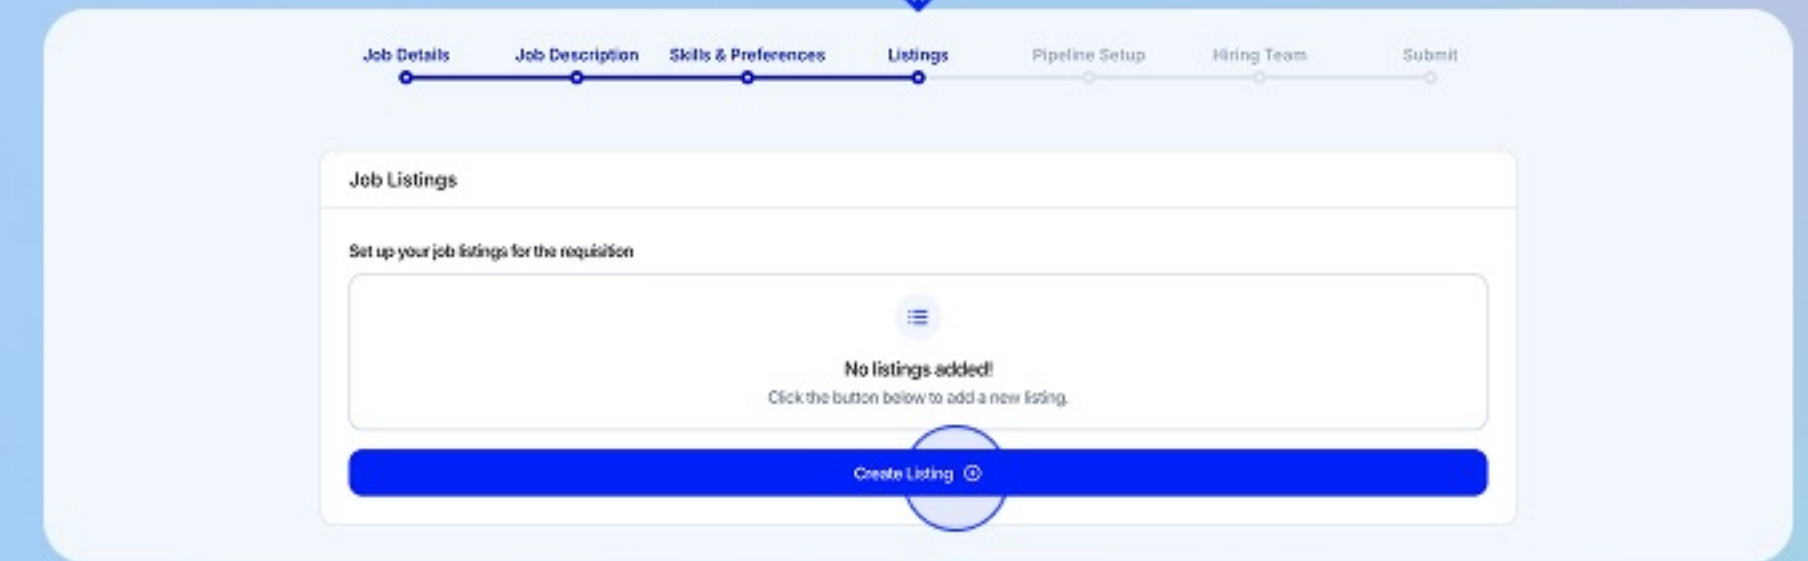 Job Details Job Description Skills & Preferences Listings Pipeline Setup Hiring Team Submit
Job Listings
Set up your job listings for the requisition
No listings added!
Click the button below to add a new listing.
Create Listing